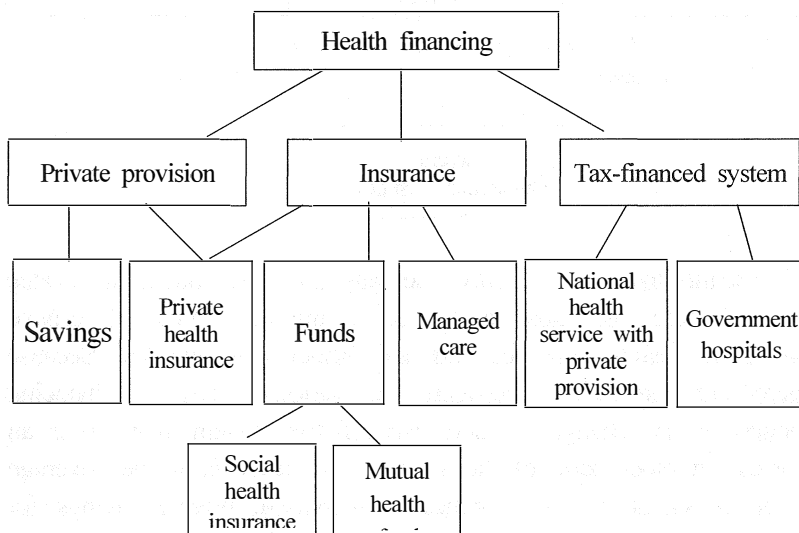 Health financing
Private provision
Insurance
Tax-financed system
Savings
Private
health
insurance
Funds
Managed
care
National
health
service with
private
provision
Government
hospitals
Social
health
insurance
Mutual
health